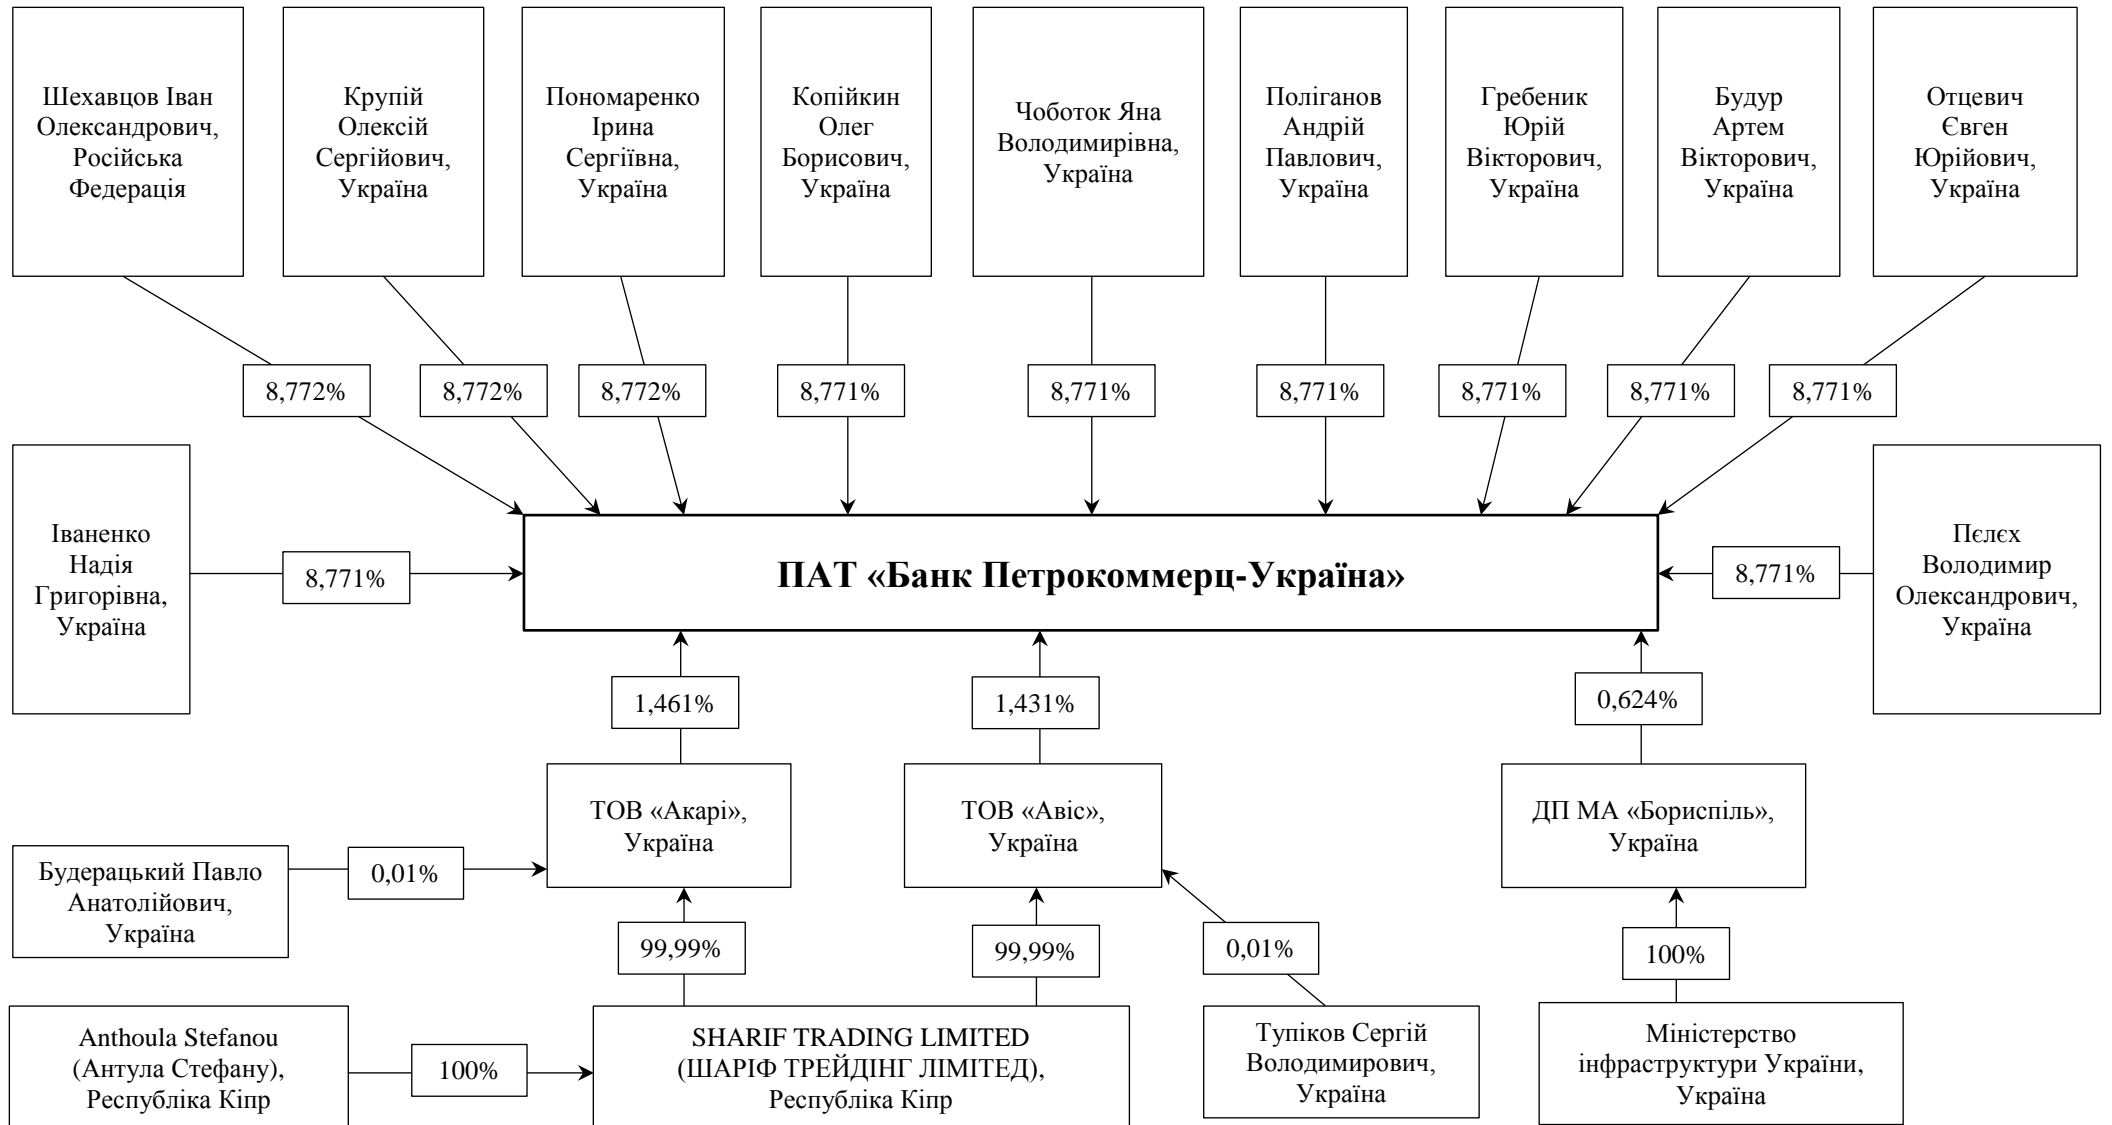 Шехавцов Іван
Олександрович,
Російська
Федерація
Крупій
Олексій
Сергійович,
Україна
Пономаренко
Ірина
Сергіївна,
Україна
Копійкин
Олег
Борисович,
Україна
Чоботок Яна
Володимирівна,
Україна
Поліганов
Андрій
Павлович,
Україна
Гребеник
Юрій
Вікторович,
Україна
Будур
Артем
Вікторович,
Україна
Отцевич
Євген
Юрійович,
Україна
8,772%
8,772%
8,772%
8,771%
8,771%
8,771%
8,771%
8,771%
8,771%
Іваненко
Надія
Григорівна,
Україна
8,771%
ПАТ «Банк Петрокоммерц-Україна»
8,771%
Пєлєх
Володимир
Олександрович,
Україна
1,461%
1,431%
0,624%
ТОВ «Акарі»,
Україна
ТОВ «Авіс»,
Україна
ДП МА «Бориспіль»,
Україна
Будерацький Павло
Анатолійович,
Україна
0,01%
99,99%
99,99%
0,01%
100%
Anthoula Stefanou
(Антула Стефану),
Республіка Кіпр
100%
SHARIF TRADING LIMITED
(ШАРІФ ТРЕЙДІНГ ЛІМІТЕД),
Республіка Кіпр
Тупіков Сергій
Володимирович,
Україна
Міністерство
інфраструктури України,
Україна